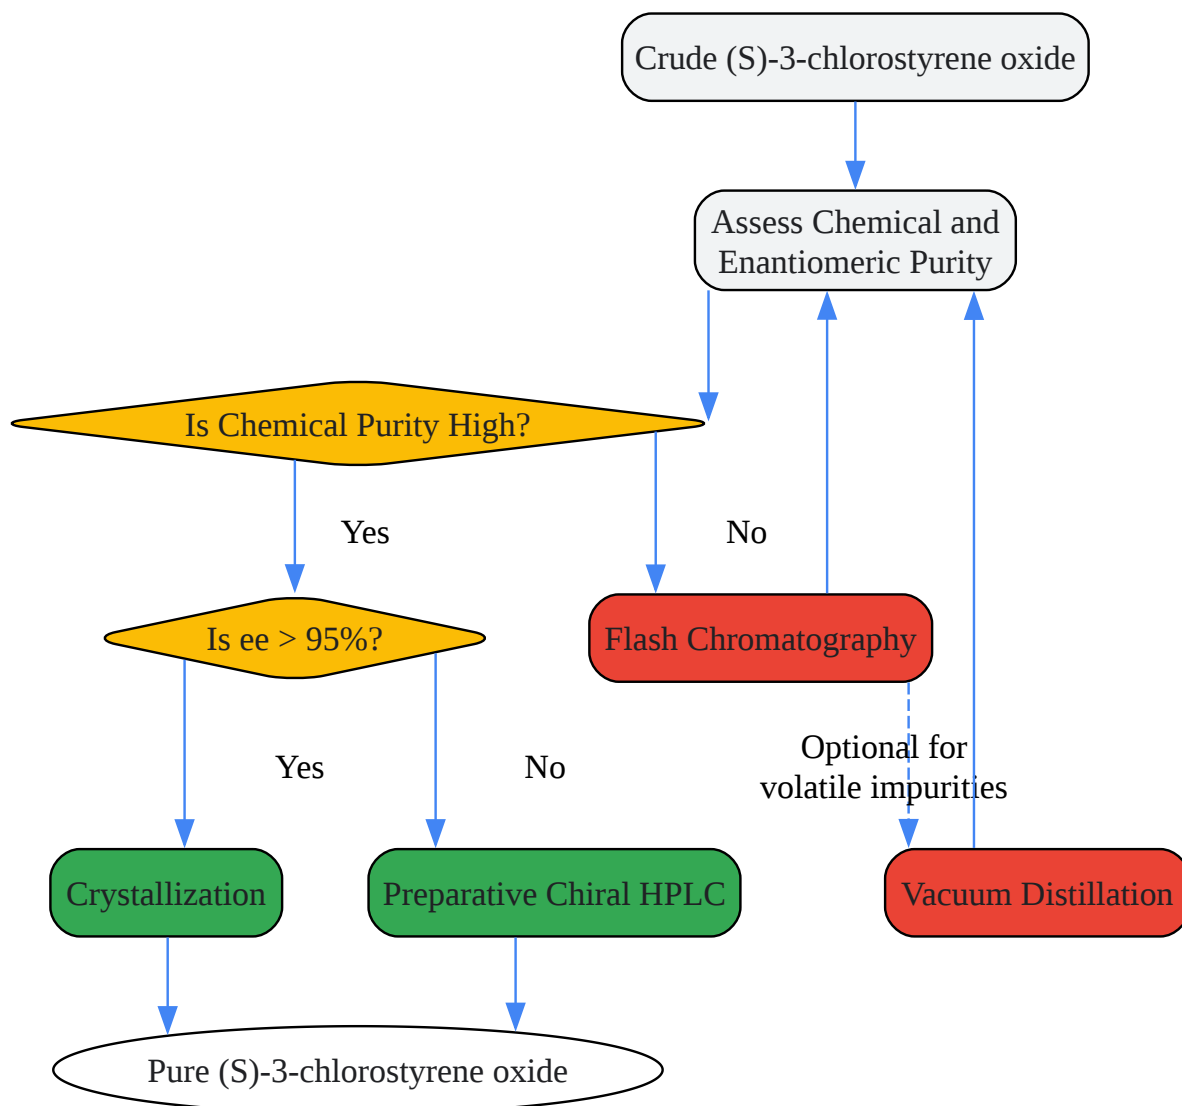 Crude (S)-3-chlorostyrene oxide
Assess Chemical and
Enantiomeric Purity
Is Chemical Purity High?
Yes
No
Is ee > 95%?
Flash Chromatography
Yes
No
Optional for
volatile impurities
Crystallization
Preparative Chiral HPLC
Vacuum Distillation
Pure (S)-3-chlorostyrene oxide